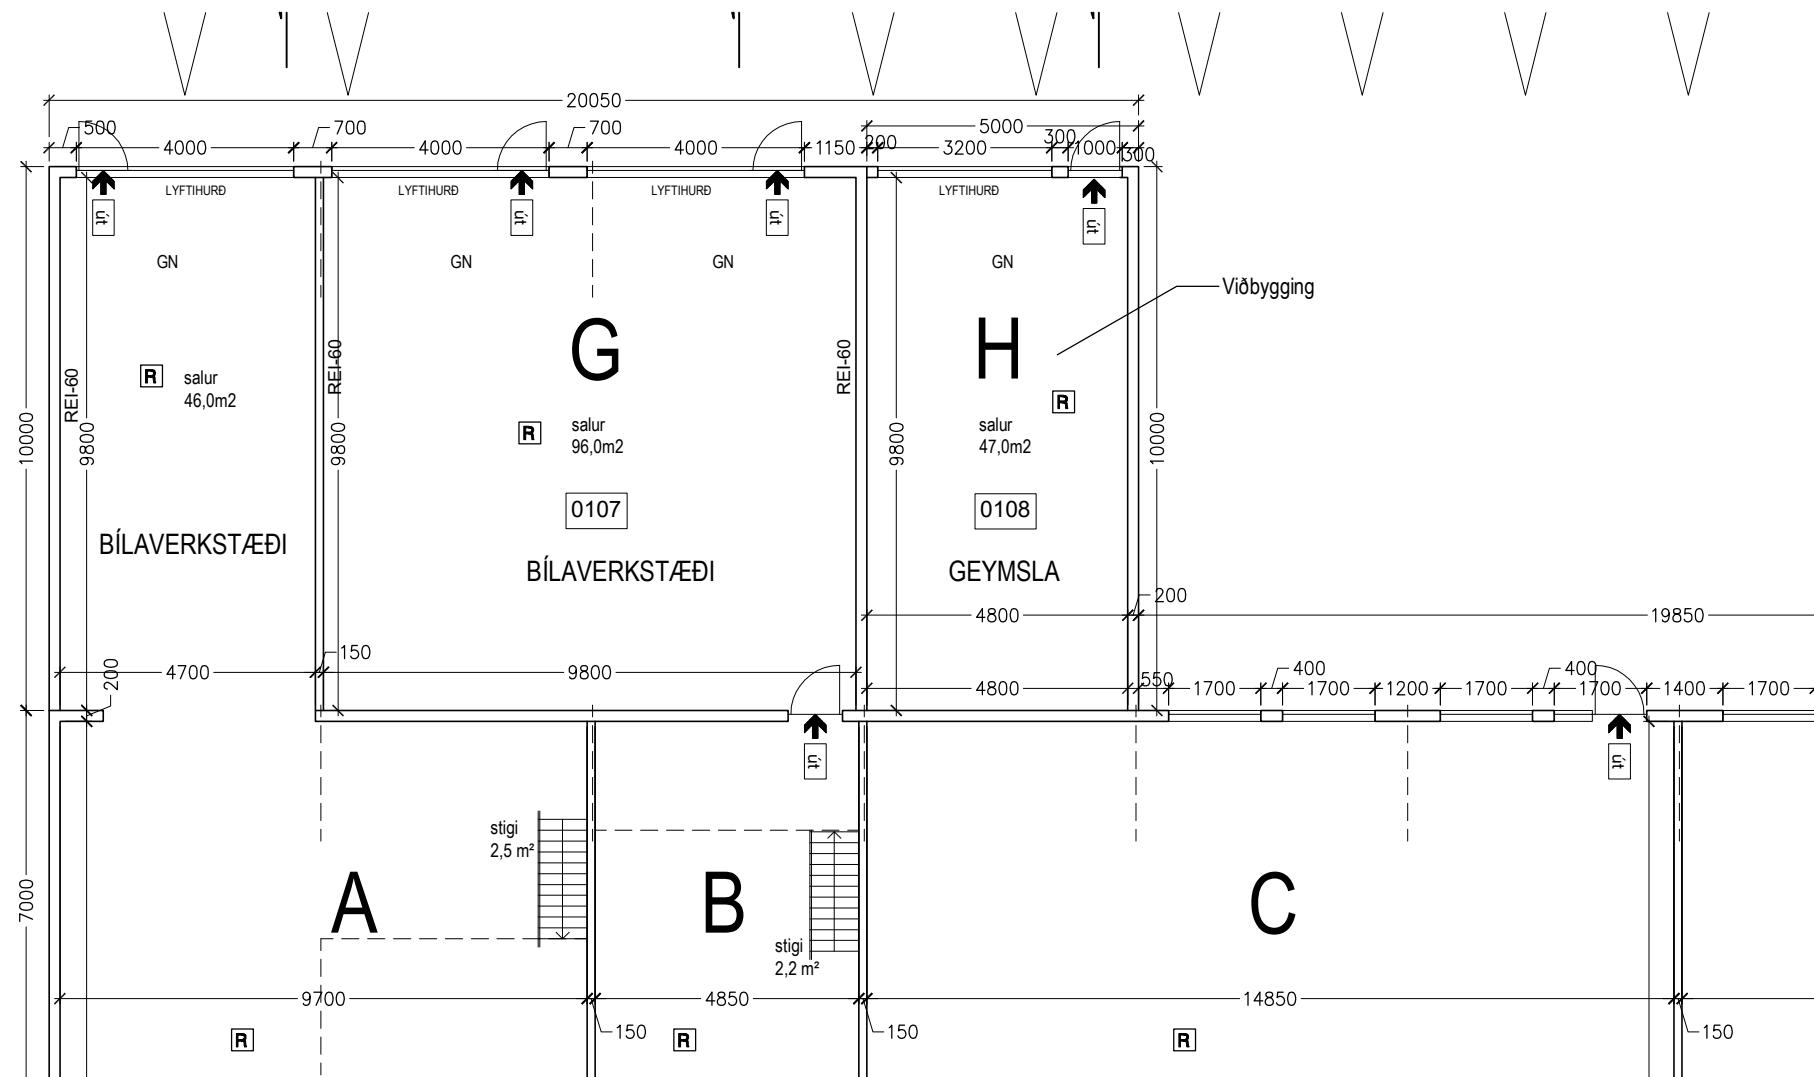 20050
500
4000
700
4000
700
4000
1150
200
5000
3200
300
1000
300
LYFTIHURÐ
LYFTIHURÐ
LYFTIHURÐ
LYFTIHURÐ
út
út
út
út
GN
GN
GN
GN
Viðbygging
G
H
REI-60
REI-60
REI-60
R
salur
46,0m2
R
salur
96,0m2
R
salur
47,0m2
10000
9800
9800
9800
10000
0107
0108
BÍLAVERKSTÆÐI
BÍLAVERKSTÆÐI
GEYMSLA
4800
200
19850
4700
150
9800
200
4800
550
1700
400
1700
1200
1700
400
1700
1400
1700
út
út
stigi
2,5 m²
A
B
C
7000
stigi
2,2 m²
9700
4850
14850
150
150
150
R
R
R